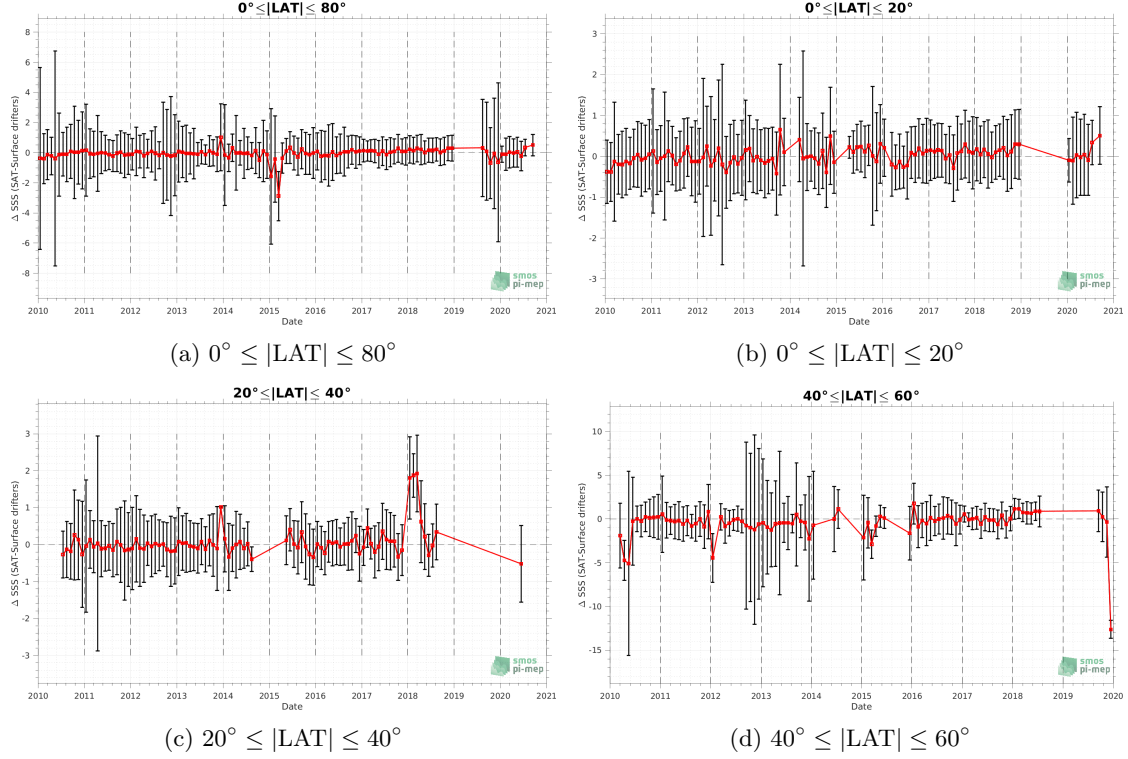 0°≤|LAT|≤ 80°
Δ SSS (SAT-Surface drifters)
8
6
4
2
0
-2
-4
-6
-8
2010 2011 2012 2013 2014 2015 2016 2017 2018 2019 2020 2021
Date
smos
pi-mep
(a) 0° ≤ |LAT| ≤ 80°
0°≤|LAT|≤ 20°
Δ SSS (SAT-Surface drifters)
3
2
1
0
-1
-2
-3
2010 2011 2012 2013 2014 2015 2016 2017 2018 2019 2020 2021
Date
smos
pi-mep
(b) 0° ≤ |LAT| ≤ 20°
20°≤|LAT|≤ 40°
Δ SSS (SAT-Surface drifters)
3
2
1
0
-1
-2
-3
2010 2011 2012 2013 2014 2015 2016 2017 2018 2019 2020 2021
Date
smos
pi-mep
(c) 20° ≤ |LAT| ≤ 40°
40°≤|LAT|≤ 60°
Δ SSS (SAT-Surface drifters)
10
5
0
-5
-10
-15
2010 2011 2012 2013 2014 2015 2016 2017 2018 2019 2020
Date
smos
pi-mep
(d) 40° ≤ |LAT| ≤ 60°